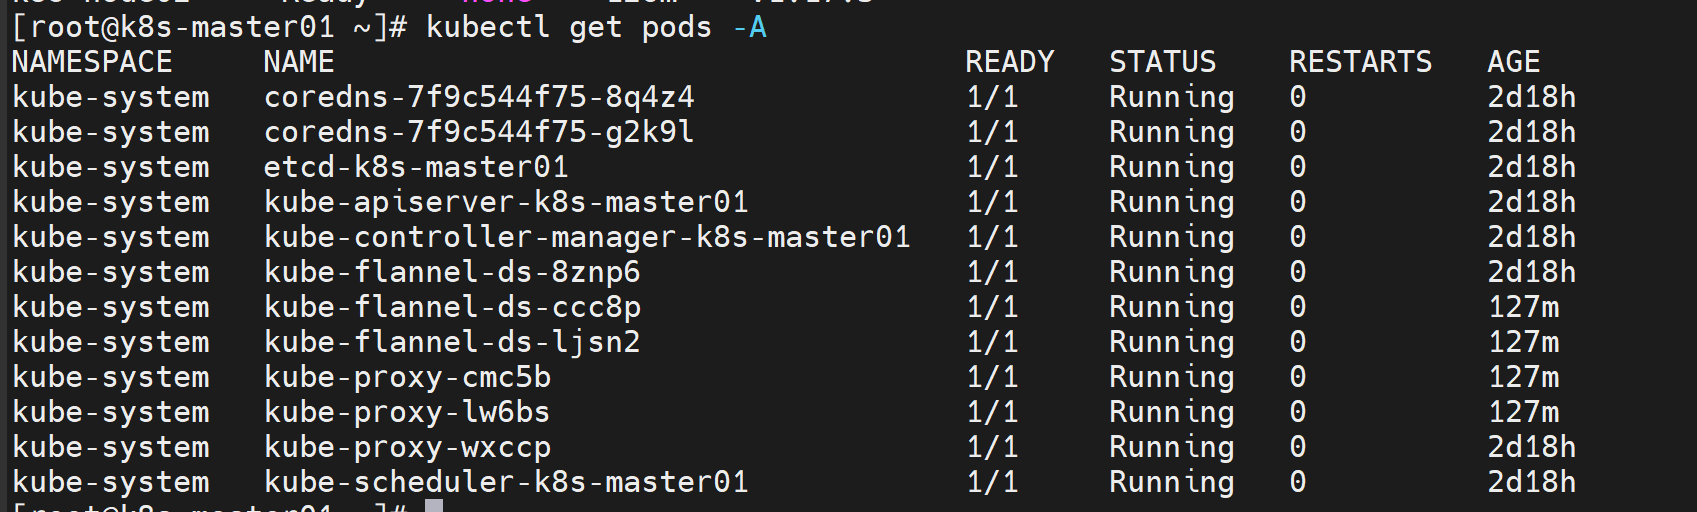 [root@k8s-master01 ~]# kubectl get pods -A
NAMESPACE NAME READY STATUS RESTARTS AGE
kube-system coredns-7f9c544f75-8q4z4 1/1 Running 0 2d18h
kube-system coredns-7f9c544f75-g2k9l 1/1 Running 0 2d18h
kube-system etcd-k8s-master01 1/1 Running 0 2d18h
kube-system kube-apiserver-k8s-master01 1/1 Running 0 2d18h
kube-system kube-controller-manager-k8s-master01 1/1 Running 0 2d18h
kube-system kube-flannel-ds-8znp6 1/1 Running 0 2d18h
kube-system kube-flannel-ds-ccc8p 1/1 Running 0 127m
kube-system kube-flannel-ds-ljsn2 1/1 Running 0 127m
kube-system kube-proxy-cmc5b 1/1 Running 0 127m
kube-system kube-proxy-lw6bs 1/1 Running 0 127m
kube-system kube-proxy-wxccp 1/1 Running 0 2d18h
kube-system kube-scheduler-k8s-master01 1/1 Running 0 2d18h
[root@k8s-master01 ~]#